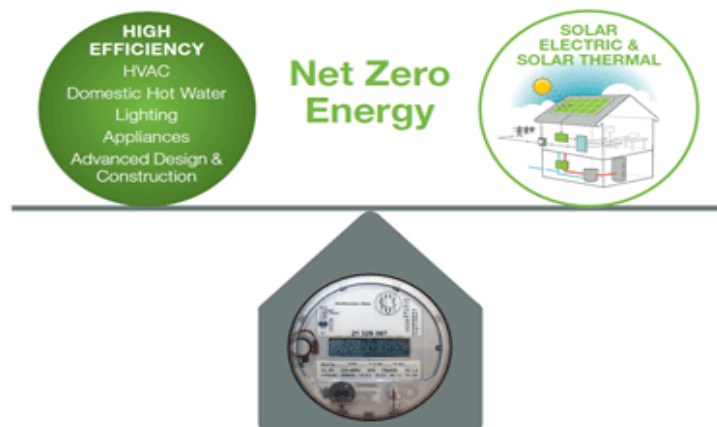 HIGH
EFFICIENCY
HVAC
Domestic Hot Water
Lighting
Appliances
Advanced Design &
Construction
Net Zero
Energy
SOLAR
ELECTRIC &
SOLAR THERMAL